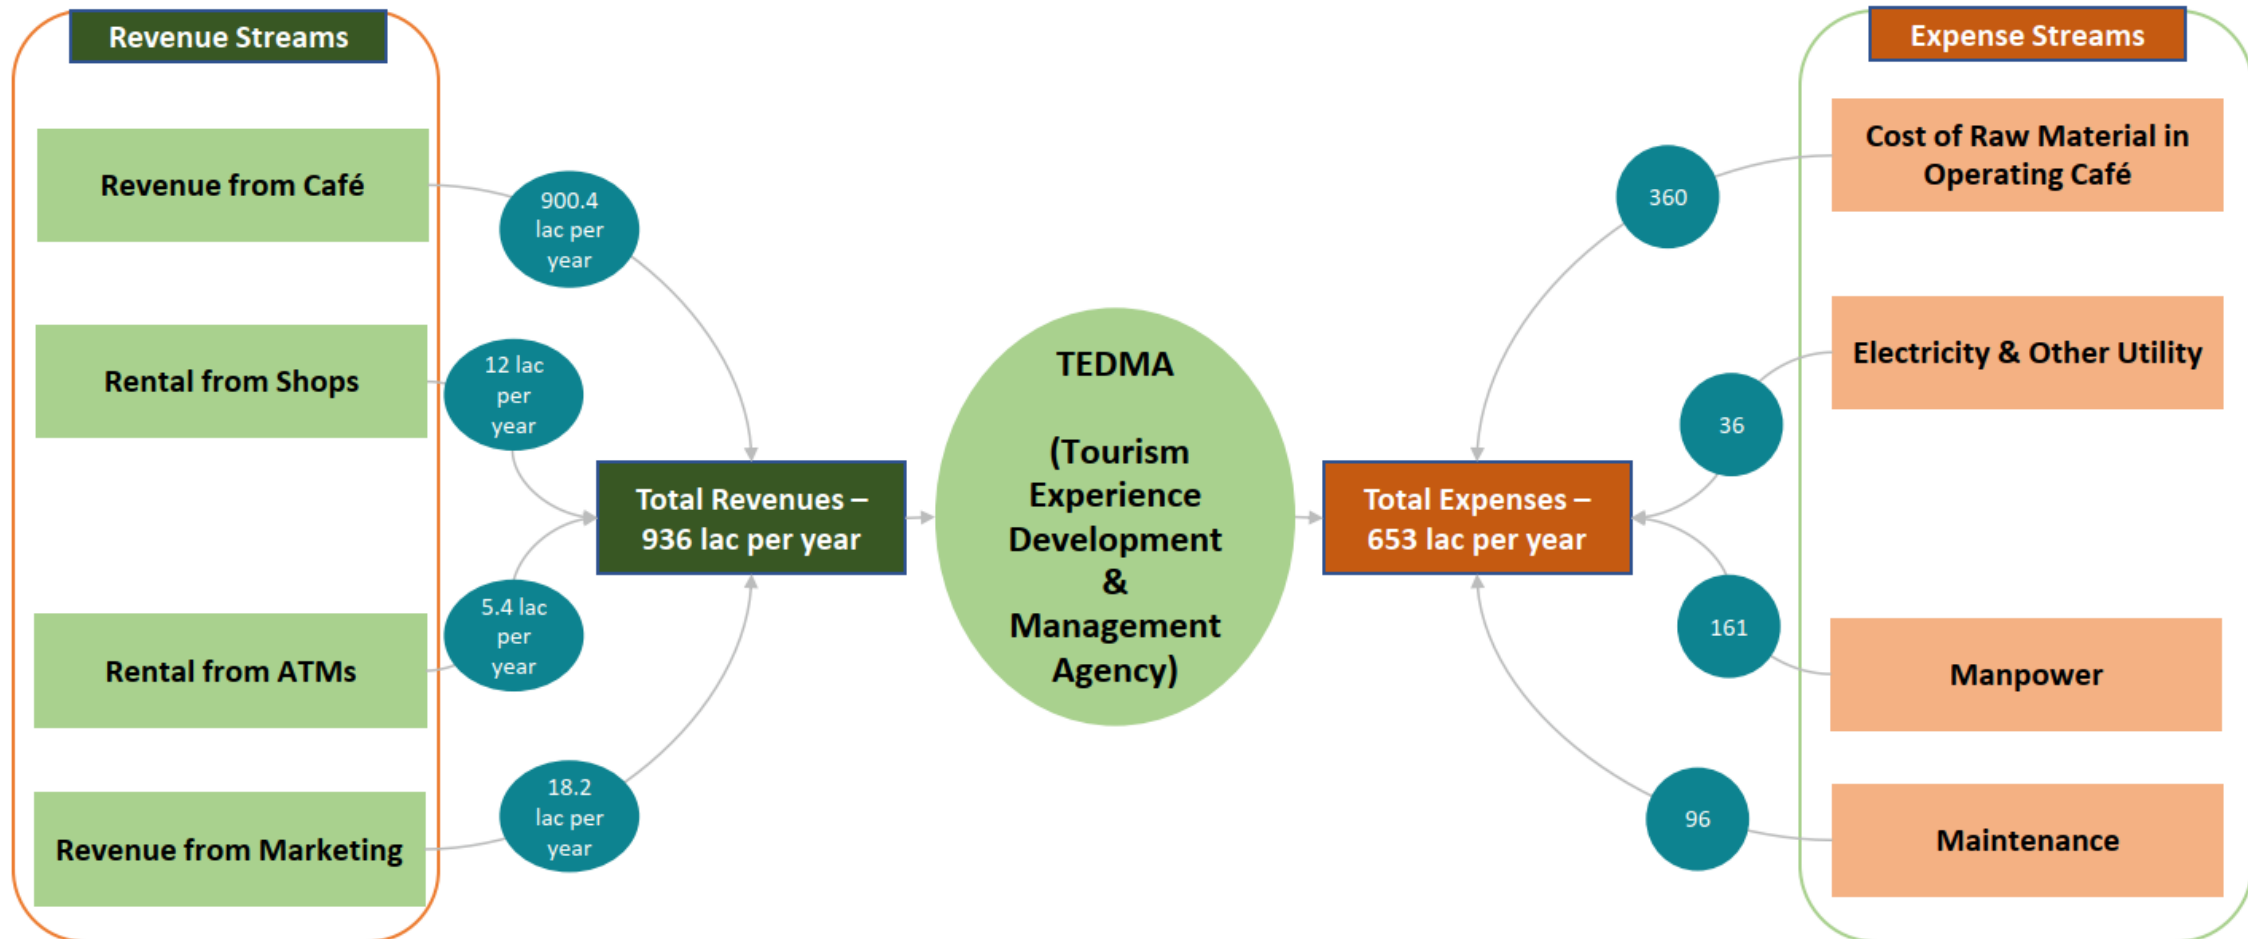 Revenue Streams
Revenue from Café
900.4
lac per
year
Rental from Shops
12 lac
per
year
Rental from ATMs
5.4 lac
per
year
Revenue from Marketing
18.2
lac per
year
Total Revenues –
936 lac per year
TEDMA
(Tourism
Experience
Development
&
Management
Agency)
Total Expenses –
653 lac per year
Expense Streams
Cost of Raw Material in
Operating Café
360
Electricity & Other Utility
36
Manpower
161
Maintenance
96